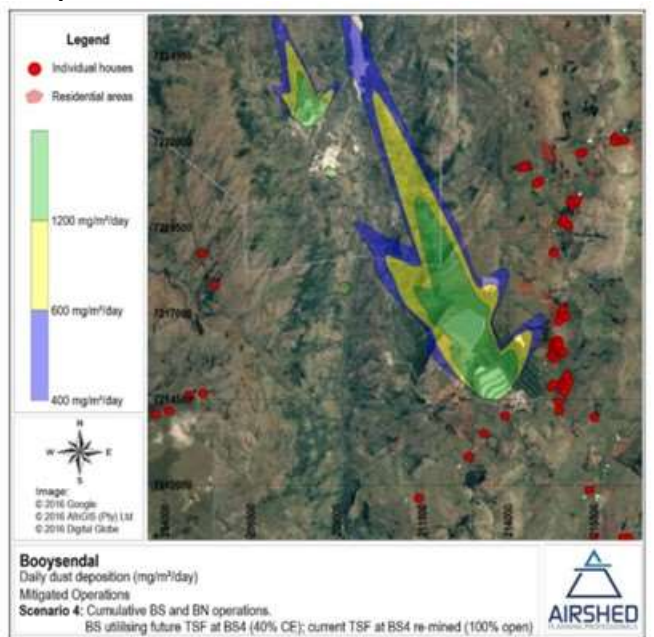 Legend
Individual houses
Residential areas
1200 mg/m²/day
600 mg/m²/day
400 mg/m²/day
N
W E
S
Image:
© 2016 Google
© 2016 AfriGIS (Pty) Ltd
© 2016 Digital Globe
7217000
Booysendal
Daily dust deposition (mg/m²/day)
Mitigated Operations
Scenario 4: Cumulative BS and BN operations.
BS utilising future TSF at BS4 (40% CE); current TSF at BS4 re-mined (100% open)
AIRSHED
PLANNING PROFESSIONALS